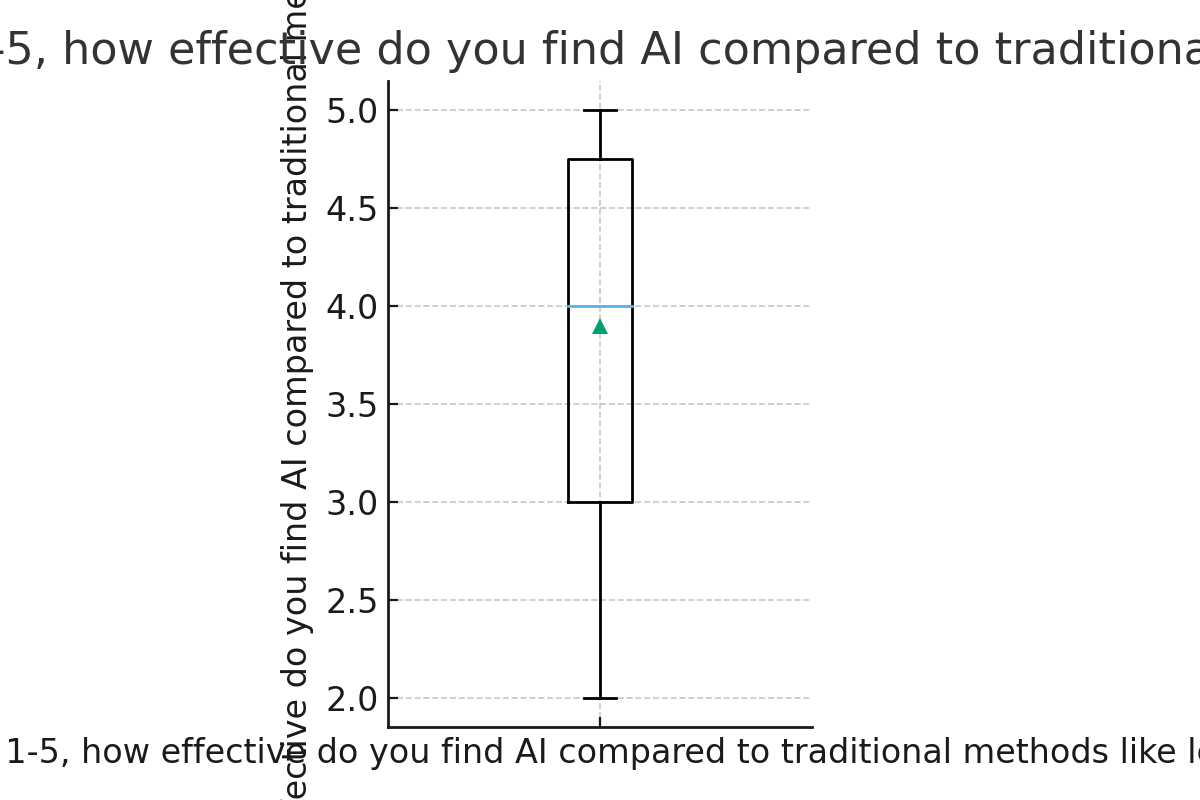 -5, how effective do you find AI compared to traditiona
ective do you find AI compared to traditional me
5.0
4.5
4.0
3.5
3.0
2.5
2.0
1-5, how effective do you find AI compared to traditional methods like le